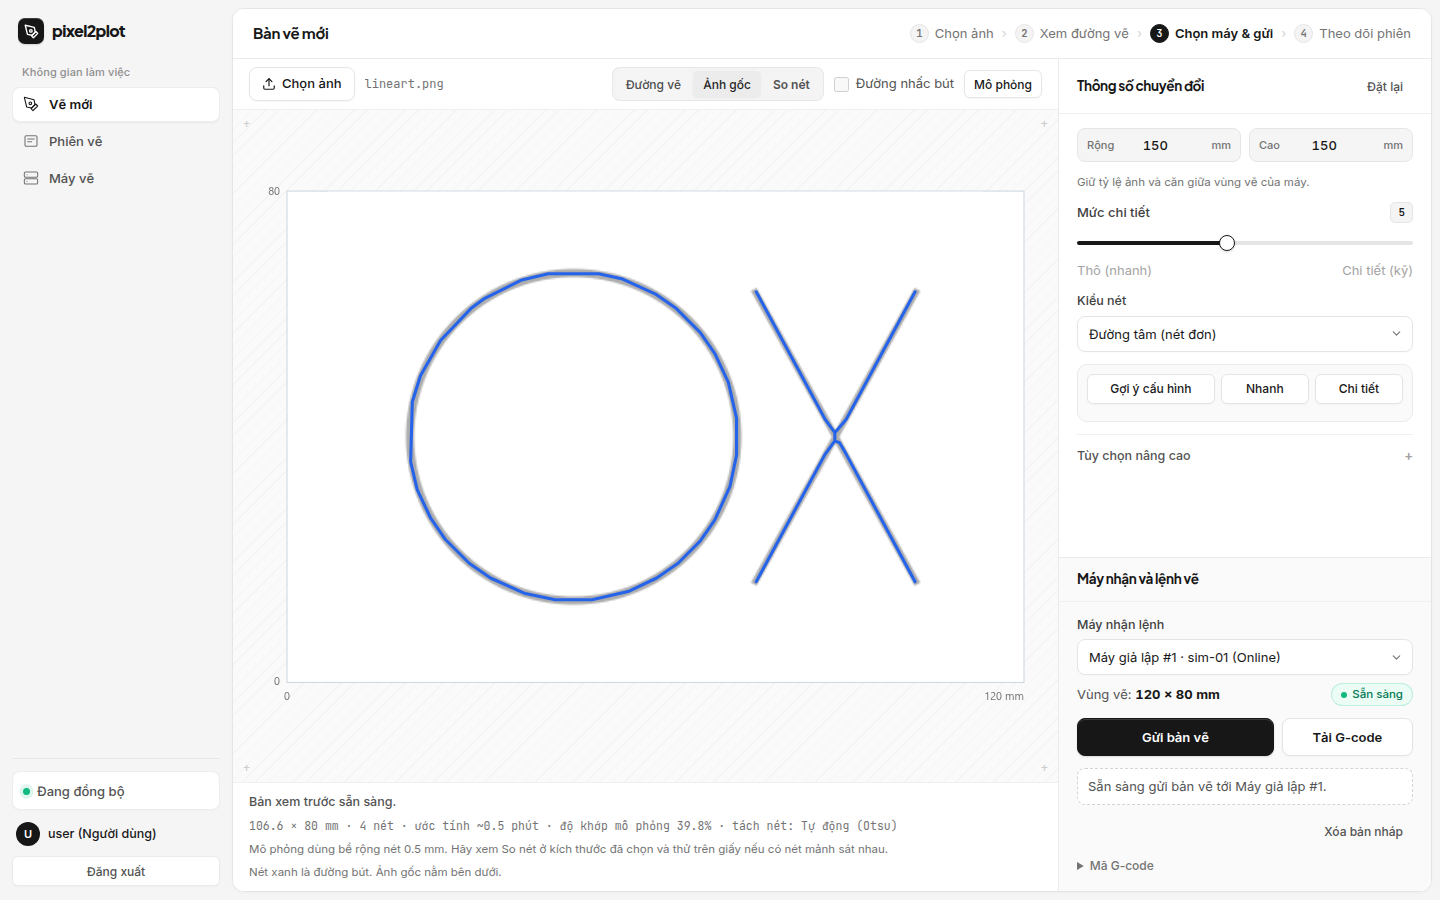 pixel2plot
Không gian làm việc
Vẽ mới
Phiên vẽ
Máy vẽ
Đang đồng bộ
U user (Người dùng)
Đăng xuất
Bản vẽ mới
1 Chọn ảnh › 2 Xem đường vẽ › 3 Chọn máy & gửi › 4 Theo dõi phiên
Chọn ảnh lineart.png Đường vẽ Ảnh gốc So nét Đường nhấc bút Mô phỏng
80
0
0 120 mm
Bản xem trước sẵn sàng.
106.6 × 80 mm · 4 nét · ước tính ~0.5 phút · độ khớp mô phỏng 39.8% · tách nét: Tự động (Otsu)
Mô phỏng dùng bề rộng nét 0.5 mm. Hãy xem So nét ở kích thước đã chọn và thử trên giấy nếu có nét mảnh sát nhau.
Nét xanh là đường bút. Ảnh gốc nằm bên dưới.
Thông số chuyển đổi Đặt lại
Rộng 150 mm Cao 150 mm
Giữ tỷ lệ ảnh và căn giữa vùng vẽ của máy.
Mức chi tiết 5
Thô (nhanh) Chi tiết (kỹ)
Kiểu nét
Đường tâm (nét đơn)
Gợi ý cấu hình Nhanh Chi tiết
Tùy chọn nâng cao +
Máy nhận và lệnh vẽ
Máy nhận lệnh
Máy giả lập #1 · sim-01 (Online)
Vùng vẽ: 120 × 80 mm Sẵn sàng
Gửi bản vẽ Tải G-code
Sẵn sàng gửi bản vẽ tới Máy giả lập #1.
Xóa bản nháp
Mã G-code